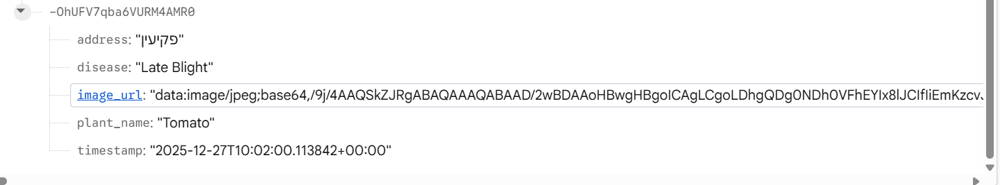 -OhUFV7qba6VURM4AMR0
address: "פקיעין"
disease: "Late Blight"
image_url: "data:image/jpeg;base64,/9j/4AAQSkZJRgABAQAAAQABAAD/2wBDAAoHBwgHBgoICAgLCgoLDhgQDg0NDh0VFhEYIx8lJCIfIiEmKzcv
plant_name: "Tomato"
timestamp: "2025-12-27T10:02:00.113842+00:00"